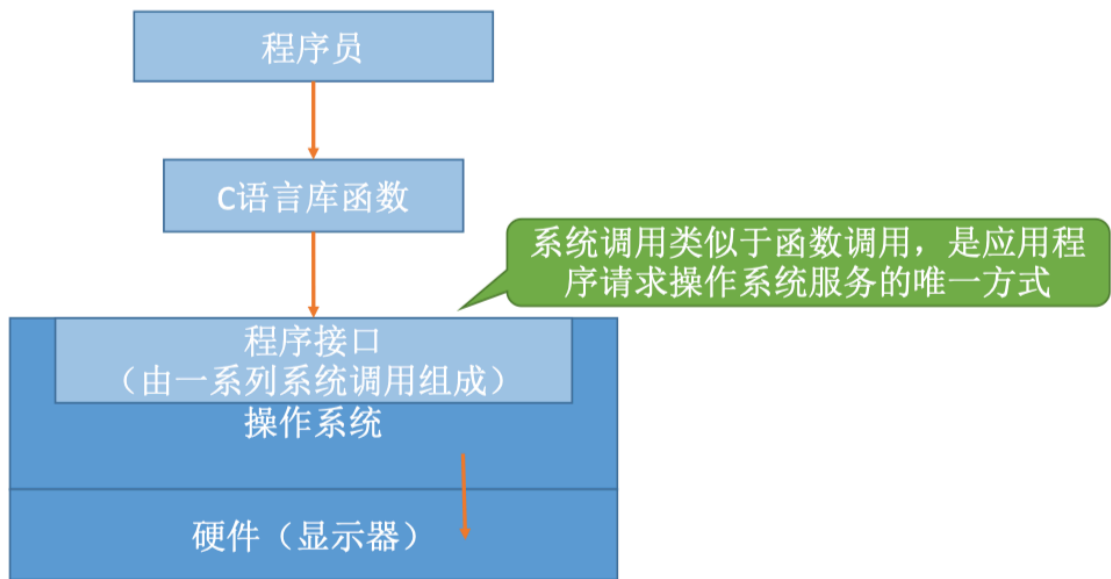 程序员
C语言库函数
系统调用类似于函数调用，是应用程
序请求操作系统服务的唯一方式
程序接口
（由一系列系统调用组成）
操作系统
硬件（显示器）